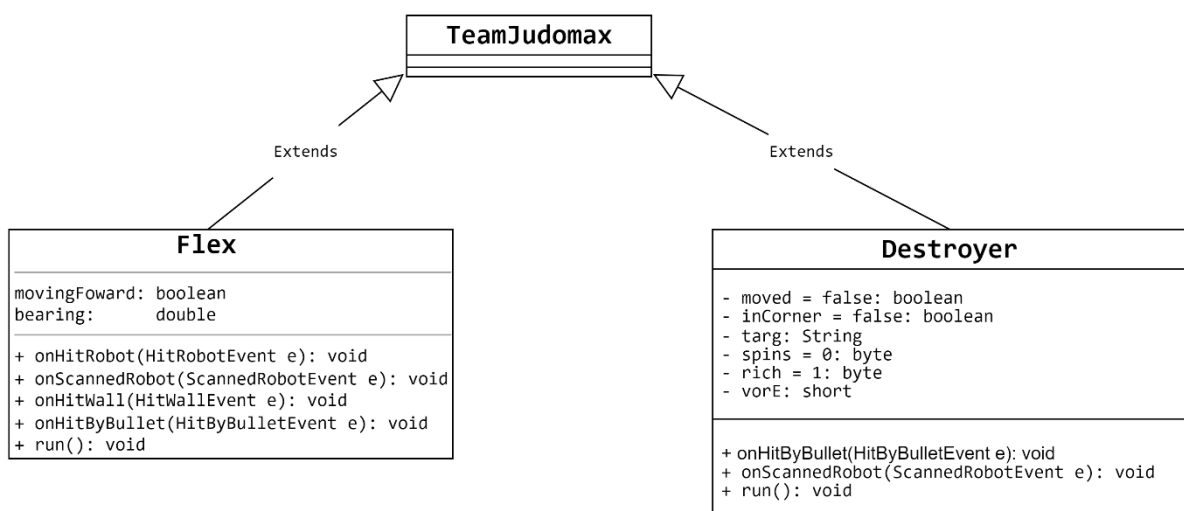 TeamJudomax
Extends
Extends
Flex
movingFoward: boolean
bearing: double
+ onHitRobot(HitRobotEvent e): void
+ onScannedRobot(ScannedRobotEvent e): void
+ onHitWall(HitWallEvent e): void
+ onHitByBullet(HitByBulletEvent e): void
+ run(): void
Destroyer
- moved = false: boolean
- inCorner = false: boolean
- targ: String
- spins = 0: byte
- rich = 1: byte
- vorE: short
+ onHitByBullet(HitByBulletEvent e): void
+ onScannedRobot(ScannedRobotEvent e): void
+ run(): void